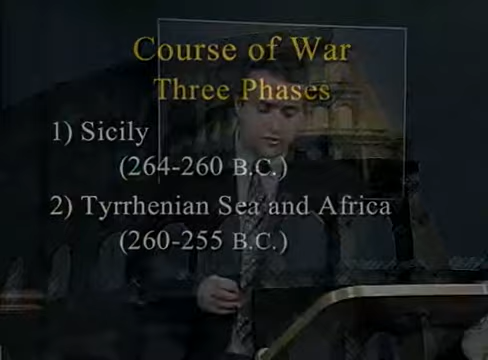 Course of War
Three Phases
1) Sicily
(264-260 B.C.)
2) Tyrrhenian Sea and Africa
(260-255 B.C.)